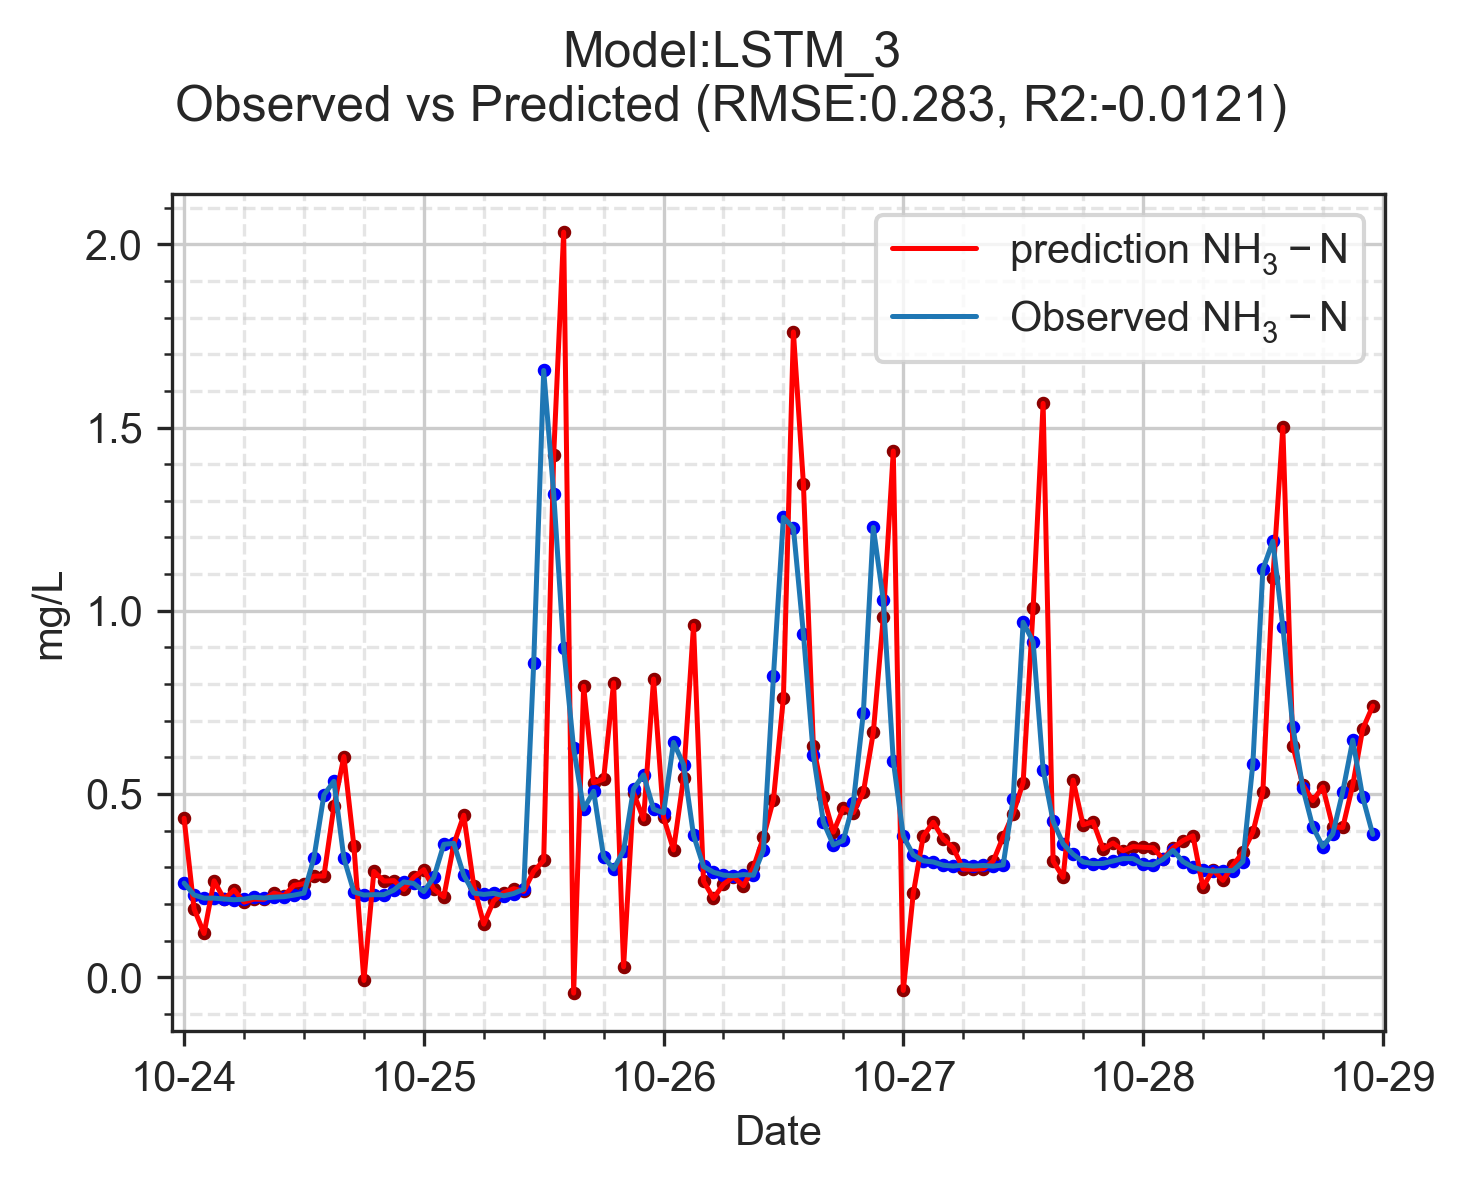 Model:LSTM_3
Observed vs Predicted (RMSE:0.283, R2:-0.0121)
prediction NH₃ − N
Observed NH₃ − N
2.0
1.5
1.0
0.5
0.0
mg/L
10-24 10-25 10-26 10-27 10-28 10-29
Date